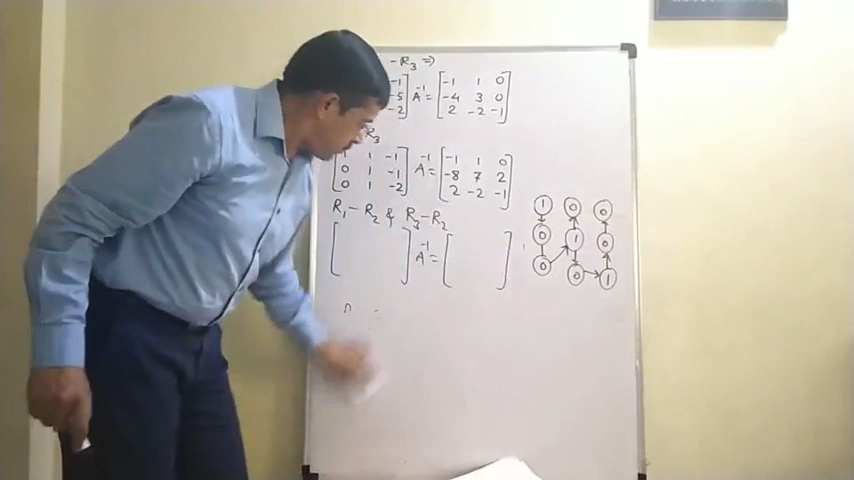 - R₃ ⇒
-1] A⁻¹ = [-1 1 0
-5] [-4 3 0
-2] [2 -2 -1]
R₃
[1 1 -1] A⁻¹ = [-1 1 0
0 1 -1] [-8 7 2
0 1 -2] [2 -2 -1]
R₁ - R₂ & R₃ - R₂
[ ] A⁻¹ = [ ]
1 0 0
0 1 0
0 0 1